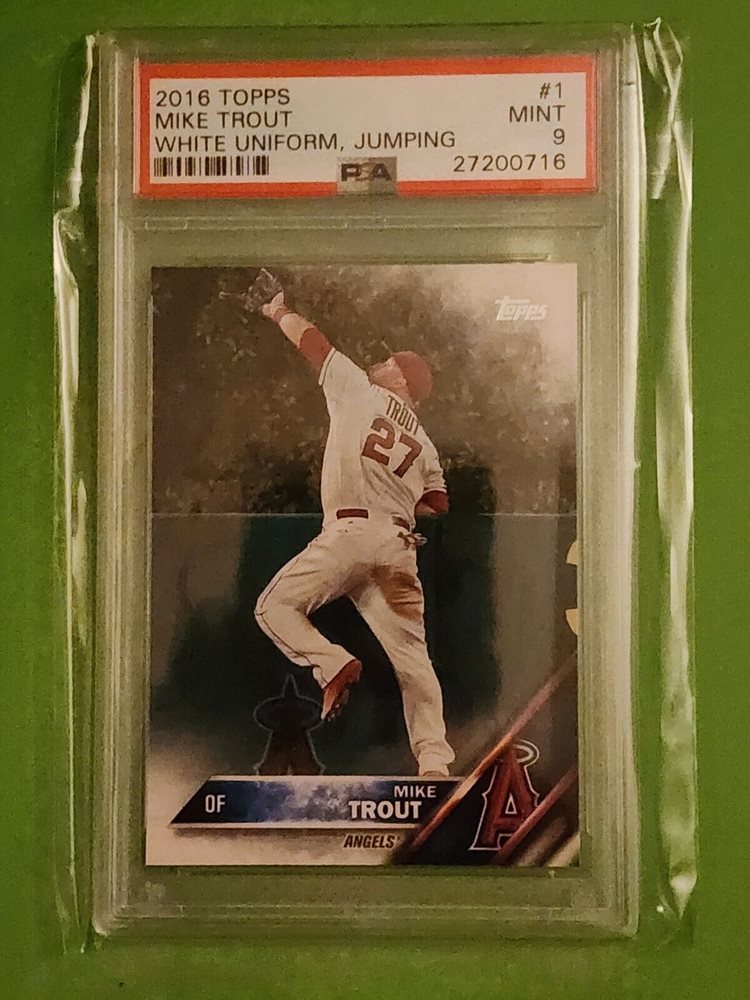 2016 TOPPS #1
MIKE TROUT MINT
WHITE UNIFORM, JUMPING 9
PSA 27200716
Topps
TROUT
27
OF
MIKE
TROUT
ANGELS
A